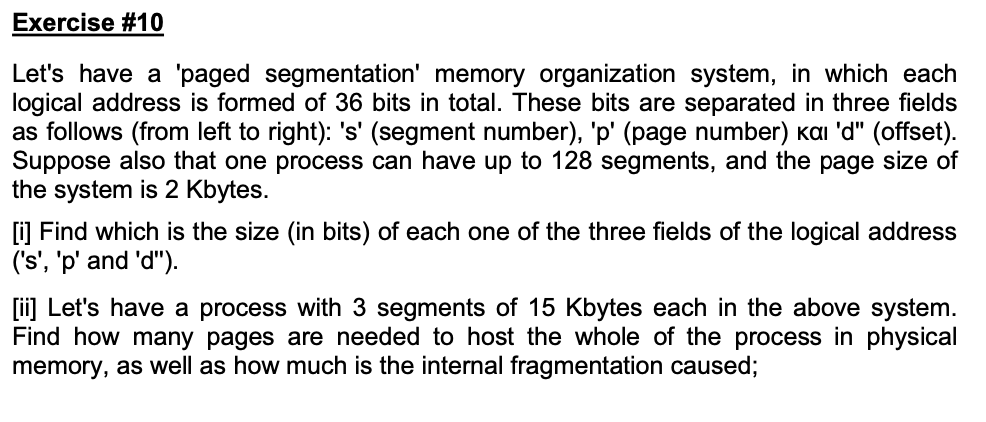 Exercise #10
Let's have a 'paged segmentation' memory organization system, in which each
logical address is formed of 36 bits in total. These bits are separated in three fields
as follows (from left to right): 's' (segment number), 'p' (page number) και 'd" (offset).
Suppose also that one process can have up to 128 segments, and the page size of
the system is 2 Kbytes.
[i] Find which is the size (in bits) of each one of the three fields of the logical address
('s', 'p' and 'd").
[ii] Let's have a process with 3 segments of 15 Kbytes each in the above system.
Find how many pages are needed to host the whole of the process in physical
memory, as well as how much is the internal fragmentation caused;